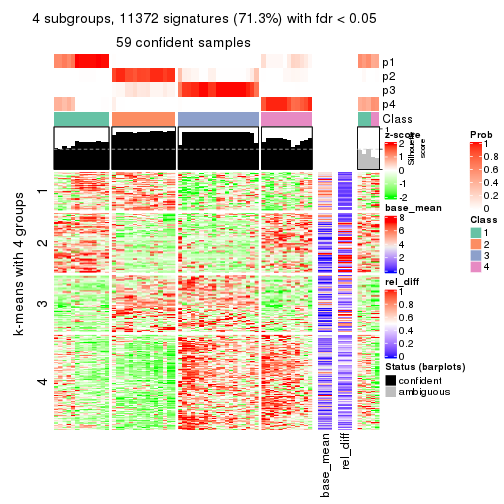 4 subgroups, 11372 signatures (71.3%) with fdr < 0.05
59 confident samples
p1
p2
p3
p4
Class
1
Silhouette
score
k-means with 4 groups
1
2
3
4
base_mean
rel_diff
z-score
2
1
0
-1
-2
base_mean
8
6
4
2
0
rel_diff
1
0.8
0.6
0.4
0.2
0
Status (barplots)
confident
ambiguous
Prob
1
0.8
0.6
0.4
0.2
0
Class
1
2
3
4